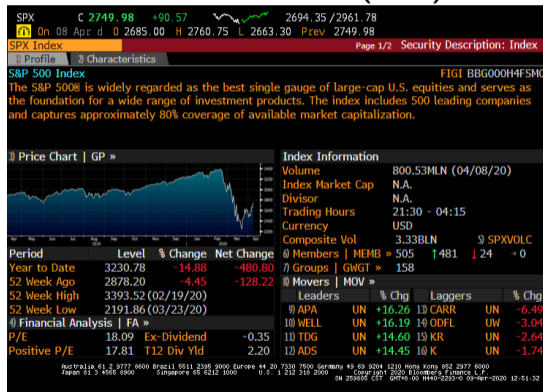 SPX C 2749.98 +90.57 2694.35/2961.78
On 08 Apr d O 2685.00 H 2760.75 L 2663.30 Prev 2749.98
SPX Index Page 1/2 Security Description: Index
1) Profile 2) Characteristics
S&P 500 Index FIGI BBG000H4FSM0
The S&P 500® is widely regarded as the best single gauge of large-cap U.S. equities and serves as
the foundation for a wide range of investment products. The index includes 500 leading companies
and captures approximately 80% coverage of available market capitalization.
3) Price Chart | GP »
Index Information
Volume 800.53MLN (04/08/20)
Index Market Cap N.A.
Divisor N.A.
Trading Hours 21:30 - 04:15
Currency USD
Composite Vol 3.33BLN 5) SPXVOLC
6) Members | MEMB » 505 ↑481 ↓24 → 0
7) Groups | GWGT » 158
Period Level % Change Net Change
Year to Date 3230.78 -14.88 -480.80
52 Week Ago 2878.20 -4.45 -128.22
52 Week High 3393.52 (02/19/20)
52 Week Low 2191.86 (03/23/20)
4) Financial Analysis | FA »
P/E 18.09 Ex-Dividend -0.35
Positive P/E 17.81 T12 Div Yld 2.20
8) Movers | MOV »
Leaders % Chg Laggers % Chg
9) APA UN +16.26 13) CARR UN -6.49
10) WELL UN +16.19 14) ODFL UW -3.04
11) TDG UN +14.60 15) KR UN -2.64
12) ADS UN +14.45 16) K UN -1.74
Australia 61 2 9777 8600 Brazil 5511 2395 9000 Europe 44 20 7330 7500 Germany 49 69 9204 1210 Hong Kong 852 2977 6000
Japan 81 3 4565 8900 Singapore 65 6212 1000 U.S. 1 212 318 2000 Copyright 2020 Bloomberg Finance L.P.